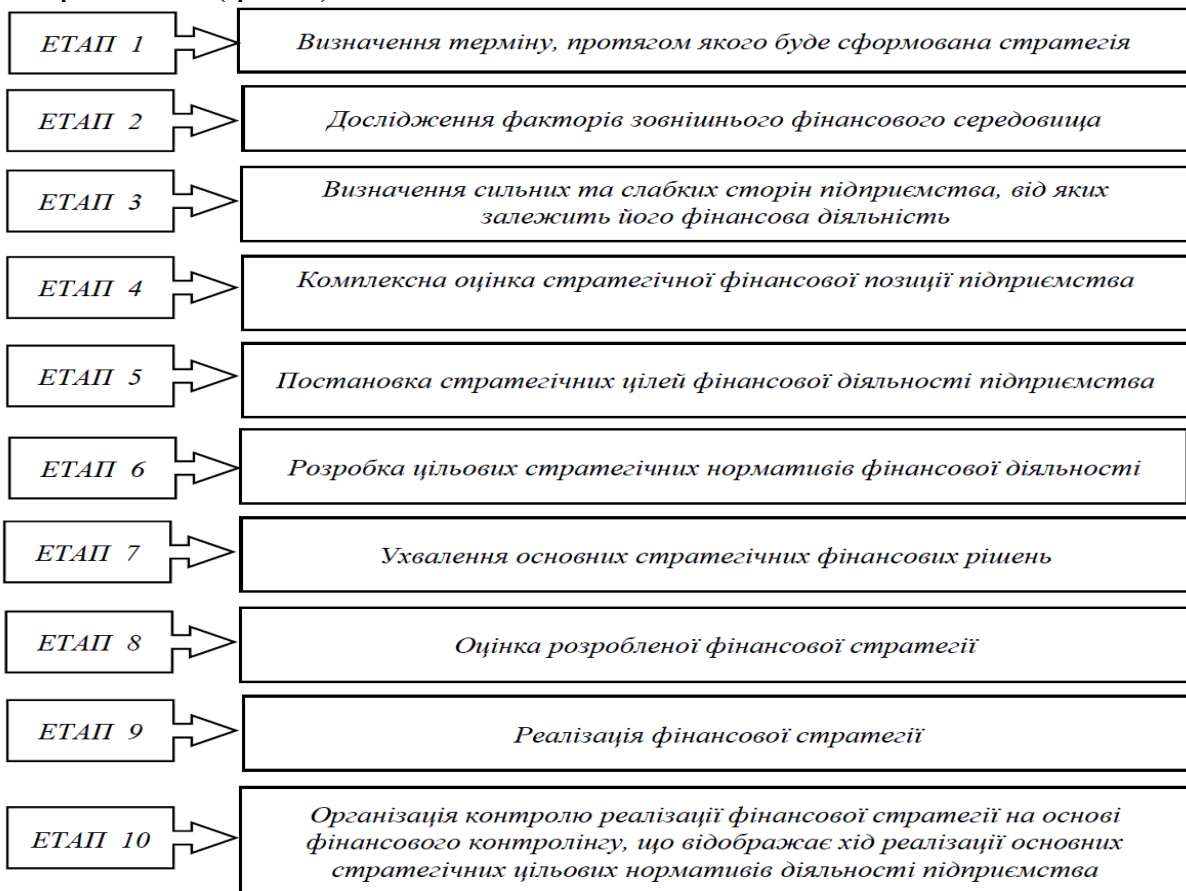 ЕТАП 1
Визначення терміну, протягом якого буде сформована стратегія
ЕТАП 2
Дослідження факторів зовнішнього фінансового середовища
ЕТАП 3
Визначення сильних та слабких сторін підприємства, від яких
залежить його фінансова діяльність
ЕТАП 4
Комплексна оцінка стратегічної фінансової позиції підприємства
ЕТАП 5
Постановка стратегічних цілей фінансової діяльності підприємства
ЕТАП 6
Розробка цільових стратегічних нормативів фінансової діяльності
ЕТАП 7
Ухвалення основних стратегічних фінансових рішень
ЕТАП 8
Оцінка розробленої фінансової стратегії
ЕТАП 9
Реалізація фінансової стратегії
ЕТАП 10
Організація контролю реалізації фінансової стратегії на основі
фінансового контролінгу, що відображає хід реалізації основних
стратегічних цільових нормативів діяльності підприємства